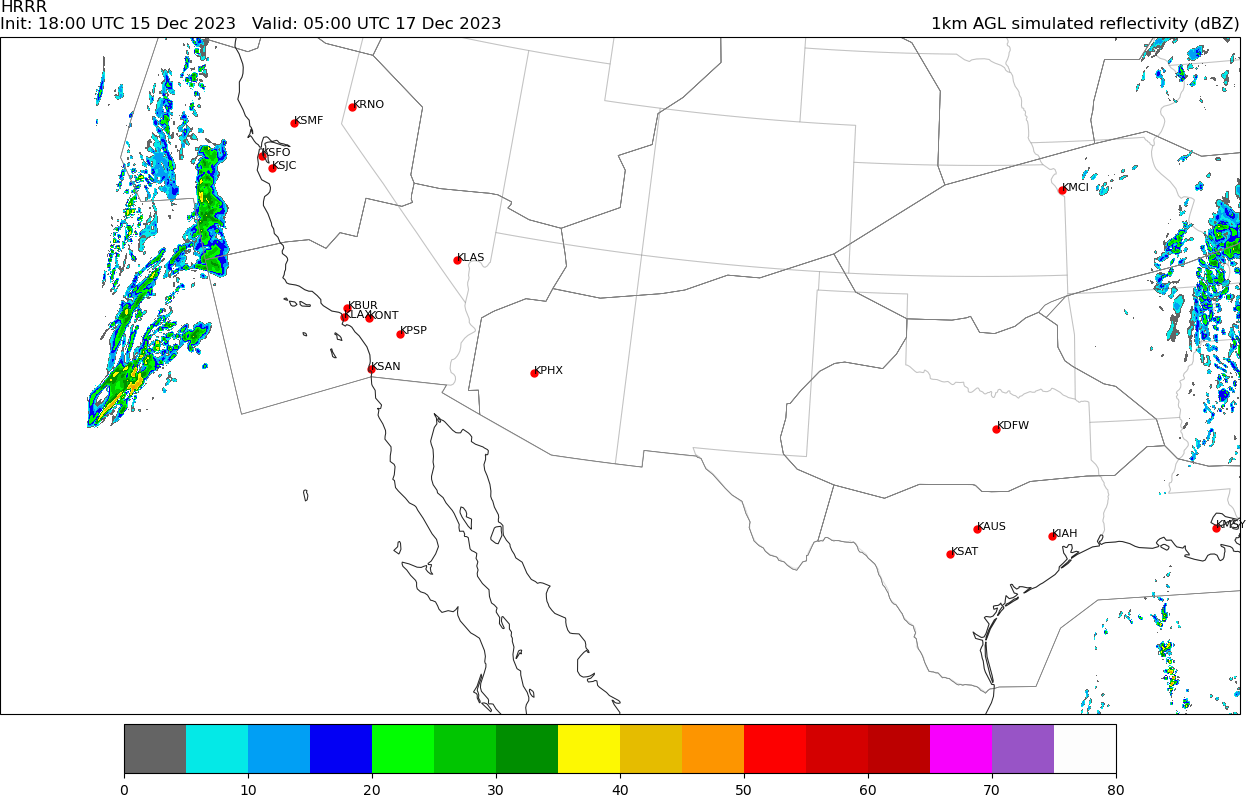 HRRR
Init: 18:00 UTC 15 Dec 2023   Valid: 05:00 UTC 17 Dec 2023   1km AGL simulated reflectivity (dBZ)
KRNO
KSMF
KSFO
KSJC
KMCI
KLAS
KBUR
KLAX KONT
KPSP
KSAN
KPHX
KDFW
KAUS
KMSY
KIAH
KSAT
0 10 20 30 40 50 60 70 80